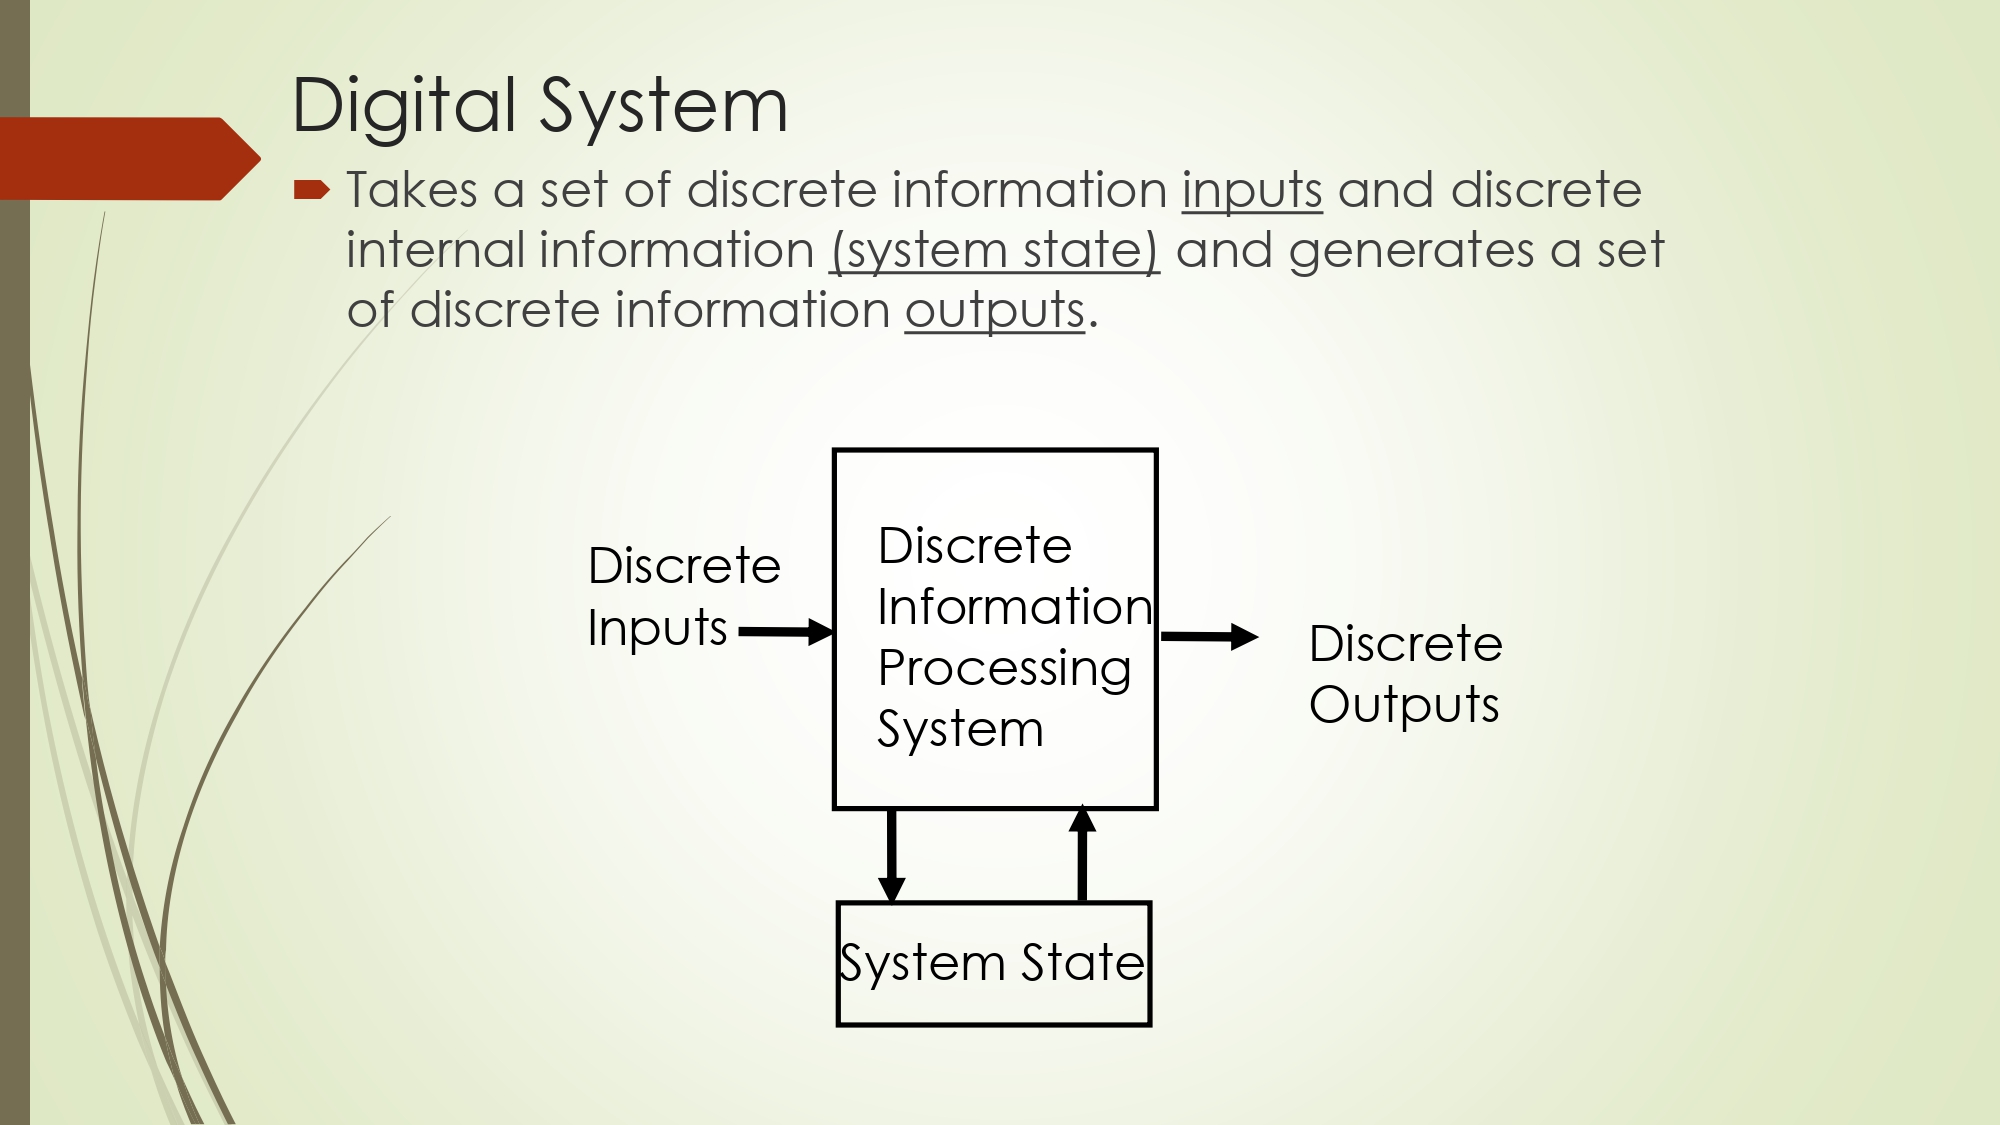 Digital System
Takes a set of discrete information inputs and discrete
internal information (system state) and generates a set
of discrete information outputs.
Discrete
Inputs
Discrete
Information
Processing
System
Discrete
Outputs
System State